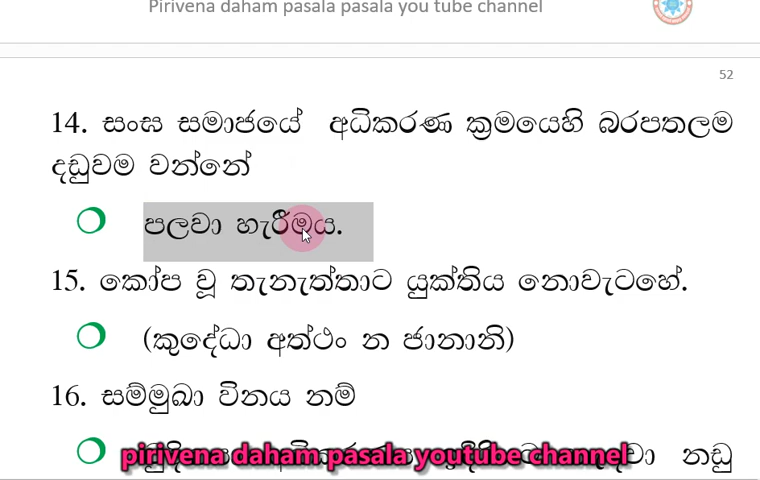 Pirivena daham pasala pasala you tube channel
52
14. සංඝ සමාජයේ අධිකරණ ක්‍රමයෙහි බරපතලම
දඬුවම වන්නේ
පලවා හැරීමය.
15. කෝප වූ තැනැත්තාට යුක්තිය නොවැටහේ.
(කුද්ධෝ අත්ථං න ජානානි)
16. සම්මුඛා විනය නම්
pirivena daham pasala youtube channel නඩු